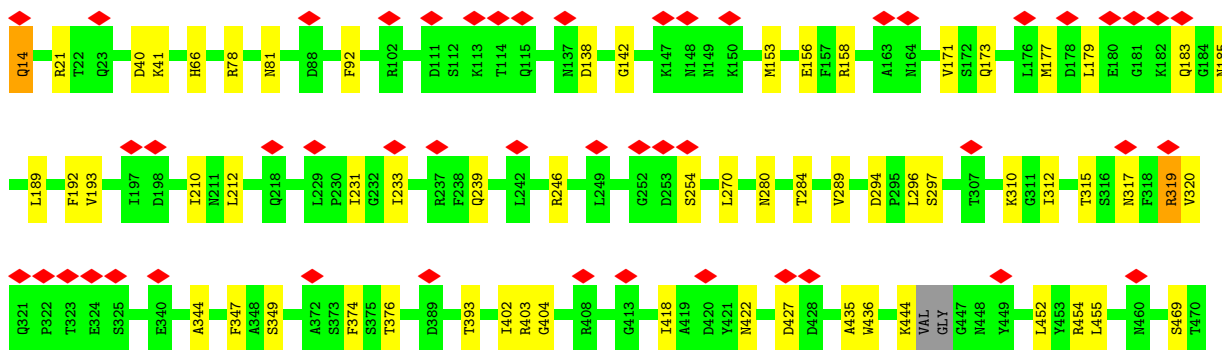 Q14 R21 T22 Q23 D40 K41 H66 R78 N81 D88 F92 R102 D111 S112 K113 T114 Q115 N137 D138 G142 K147 N148 N149 K150 M153 E156 F157 R158 A163 N164 V171 S172 Q173 L176 M177 D178 L179 E180 G181 K182 Q183 G184 N185
L189 F192 V193 I197 D198 I210 N211 L212 Q218 L229 P230 I231 G232 I233 R237 F238 Q239 L242 R246 L249 G252 D253 S254 L270 N280 T284 V289 D294 P295 L296 S297 T307 K310 G311 I312 T315 S316 N317 F318 R319 V320
Q321 P322 T323 E324 S325 E340 A344 F347 A348 S349 A372 S373 F374 S375 T376 D389 T393 I402 R403 G404 R408 G413 I418 A419 D420 Y421 N422 D427 D428 A435 W436 K444 VAL GLY G447 N448 Y449 L452 Y453 R454 L455 N460 S469 T470